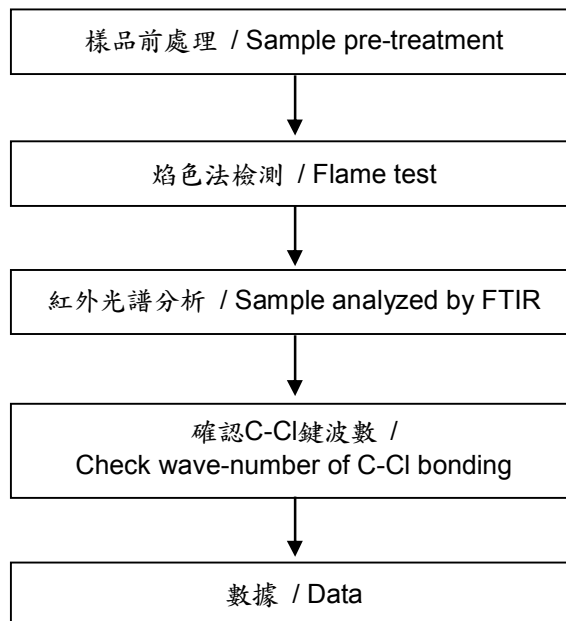 樣品前處理 / Sample pre-treatment
焰色法檢測 / Flame test
紅外光譜分析 / Sample analyzed by FTIR
確認C-Cl鍵波數 /
Check wave-number of C-Cl bonding
數據 / Data